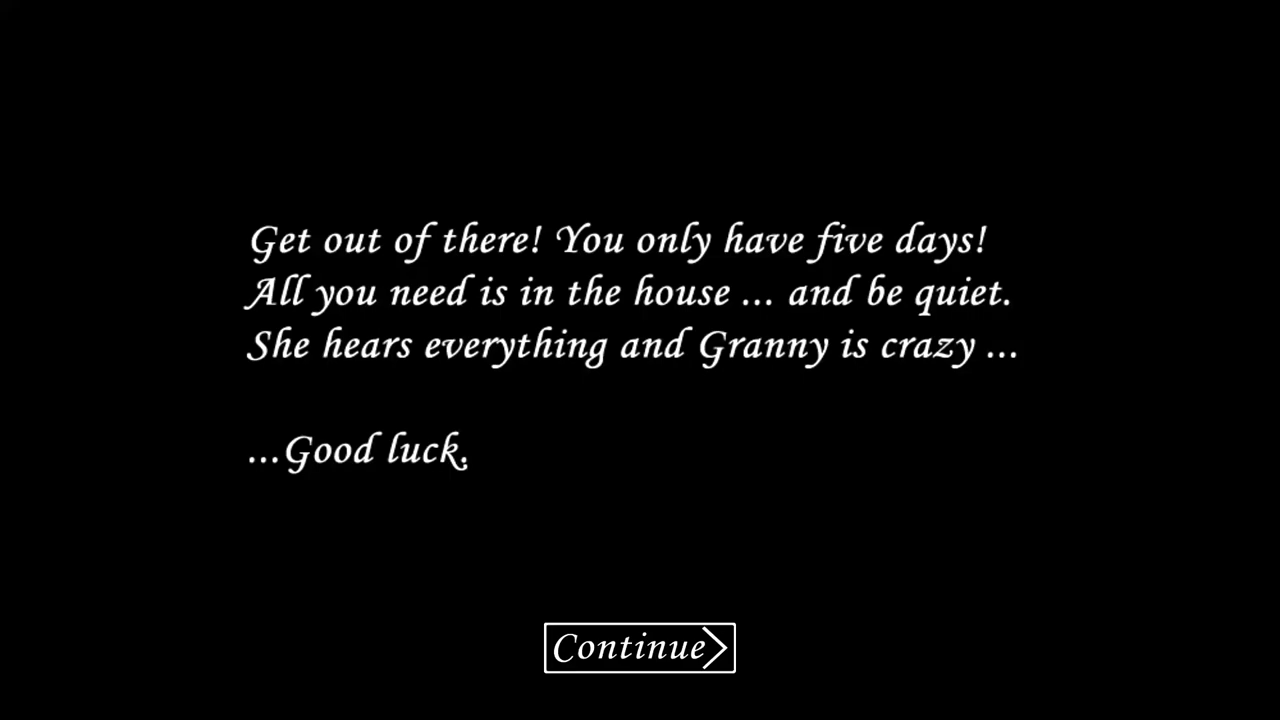 Get out of there! You only have five days!
All you need is in the house ... and be quiet.
She hears everything and Granny is crazy ...
...Good luck.
Continue